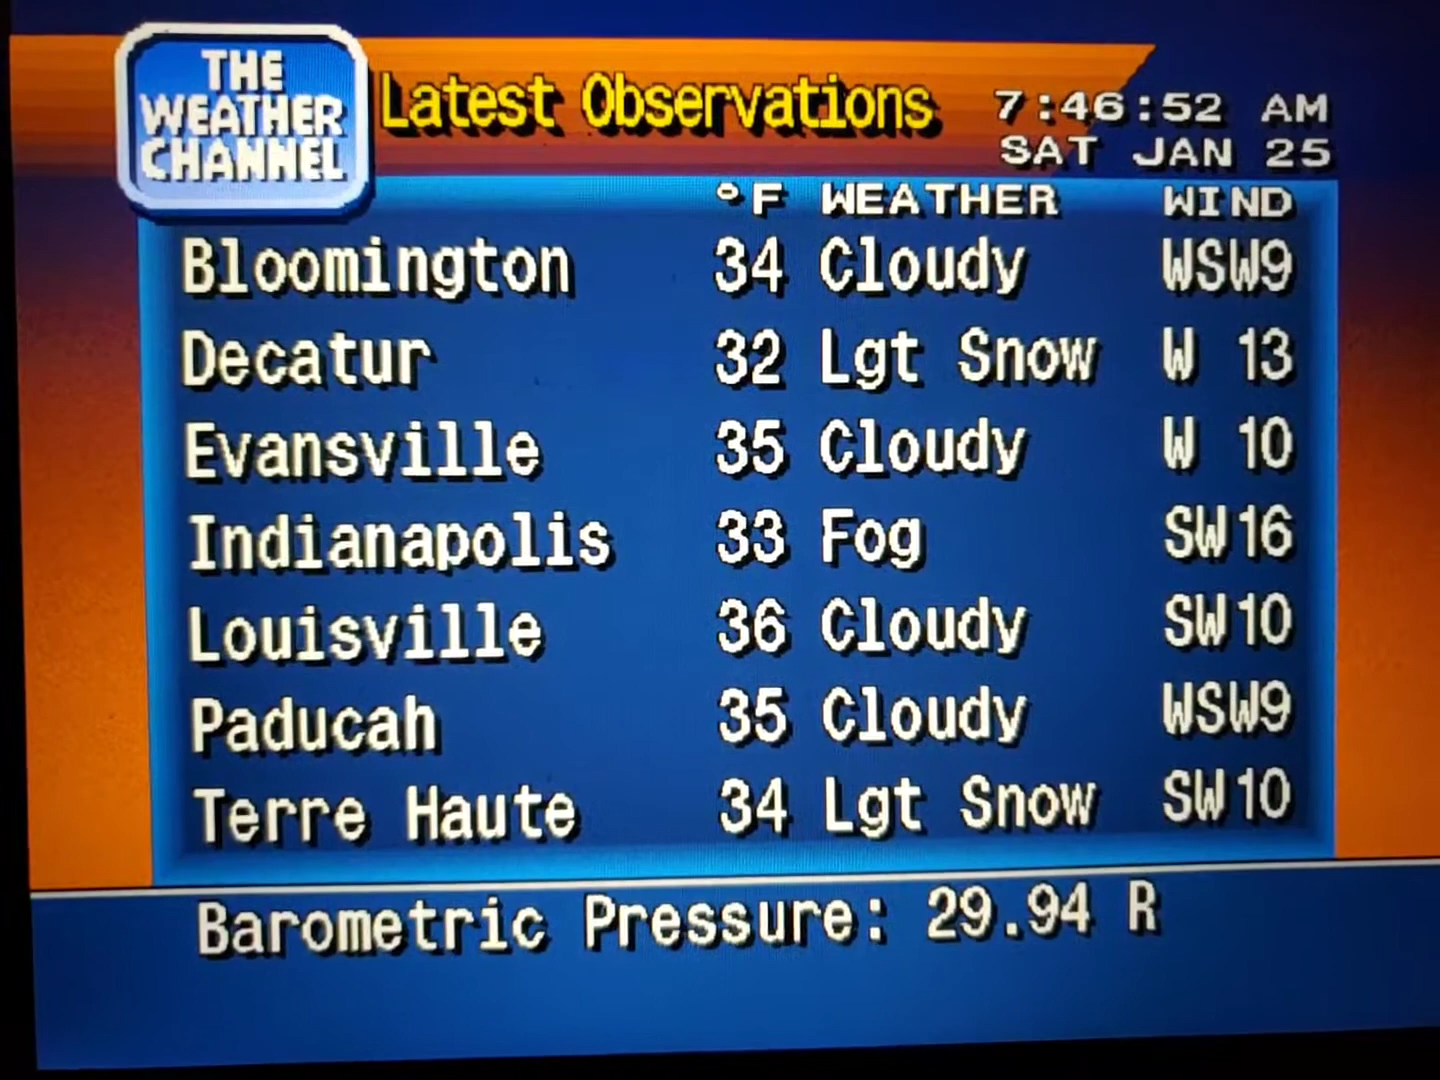 THE
WEATHER
CHANNEL
Latest Observations
7:46:52 AM
SAT JAN 25
°F WEATHER WIND
Bloomington 34 Cloudy WSW9
Decatur 32 Lgt Snow W 13
Evansville 35 Cloudy W 10
Indianapolis 33 Fog SW16
Louisville 36 Cloudy SW10
Paducah 35 Cloudy WSW9
Terre Haute 34 Lgt Snow SW10
Barometric Pressure: 29.94 R